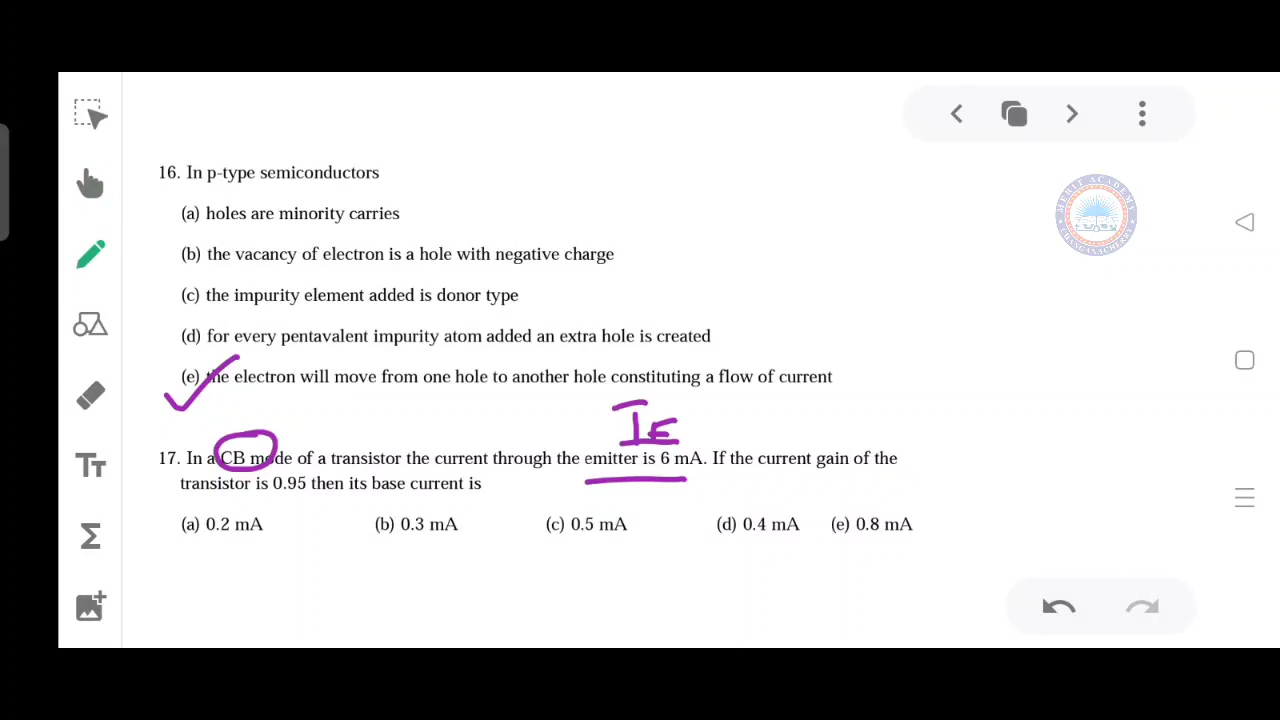 16. In p-type semiconductors
MERIT ACADEMY
CHANGANACHERRY
(a) holes are minority carries
(b) the vacancy of electron is a hole with negative charge
(c) the impurity element added is donor type
(d) for every pentavalent impurity atom added an extra hole is created
(e) the electron will move from one hole to another hole constituting a flow of current
IE
17. In a CB mode of a transistor the current through the emitter is 6 mA. If the current gain of the
transistor is 0.95 then its base current is
(a) 0.2 mA (b) 0.3 mA (c) 0.5 mA (d) 0.4 mA (e) 0.8 mA
TT
Σ